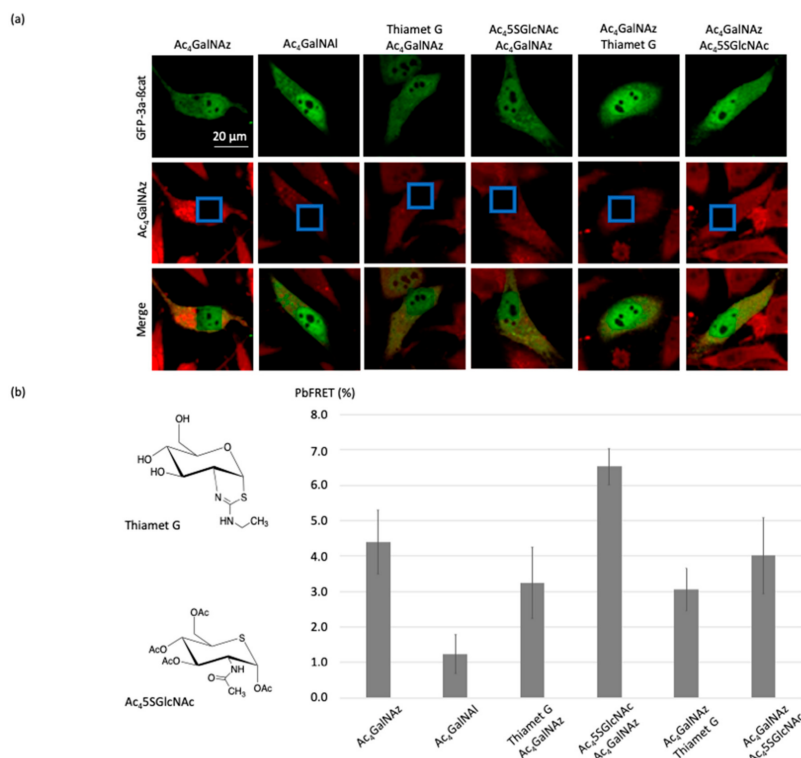 (a)
Ac₄GalNAz
Ac₄GalNAl
Thiamet G
Ac₄GalNAz
Ac₄5SGlcNAc
Ac₄GalNAz
Ac₄GalNAz
Thiamet G
Ac₄GalNAz
Ac₄5SGlcNAc
GFP-3a-ßcat
20 µm
Ac₄GalNAz
Merge
(b)
PbFRET (%)
8.0
7.0
6.0
5.0
4.0
3.0
2.0
1.0
0.0
OH
HO
O
HO
N
S
HN
CH₃
Thiamet G
OAc
AcO
S
AcO
NH
O
CH₃
OAc
Ac₄5SGlcNAc
Ac₄GalNAz
Ac₄GalNAl
Thiamet G
Ac₄GalNAz
Ac₄5SGlcNAc
Ac₄GalNAz
Ac₄GalNAz
Thiamet G
Ac₄GalNAz
Ac₄5SGlcNAc